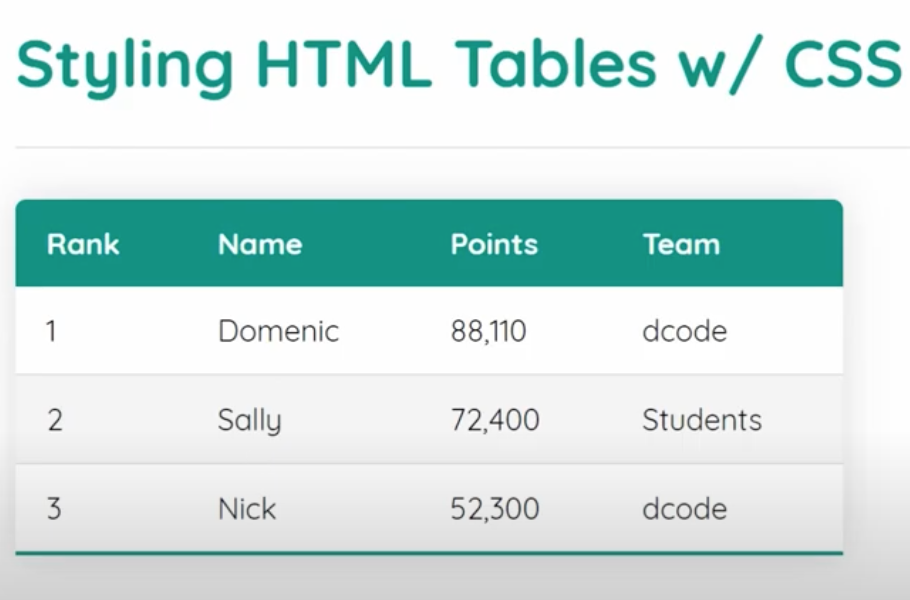 Styling HTML Tables w/ CSS
Rank Name Points Team
1 Domenic 88,110 dcode
2 Sally 72,400 Students
3 Nick 52,300 dcode